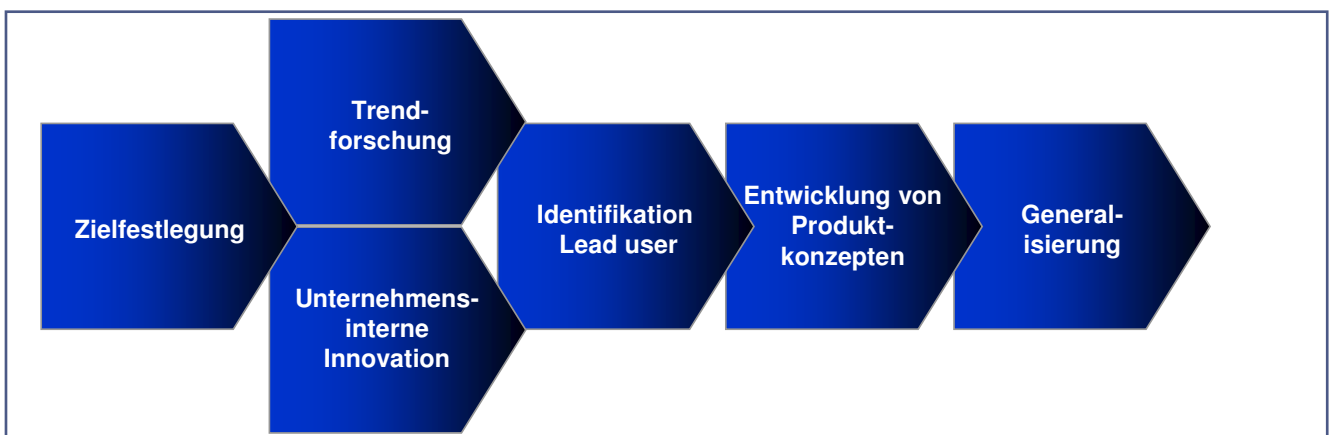 Zielfestlegung
Trend-
forschung
Unternehmens-
interne
Innovation
Identifikation
Lead user
Entwicklung von
Produkt-
konzepten
General-
isierung